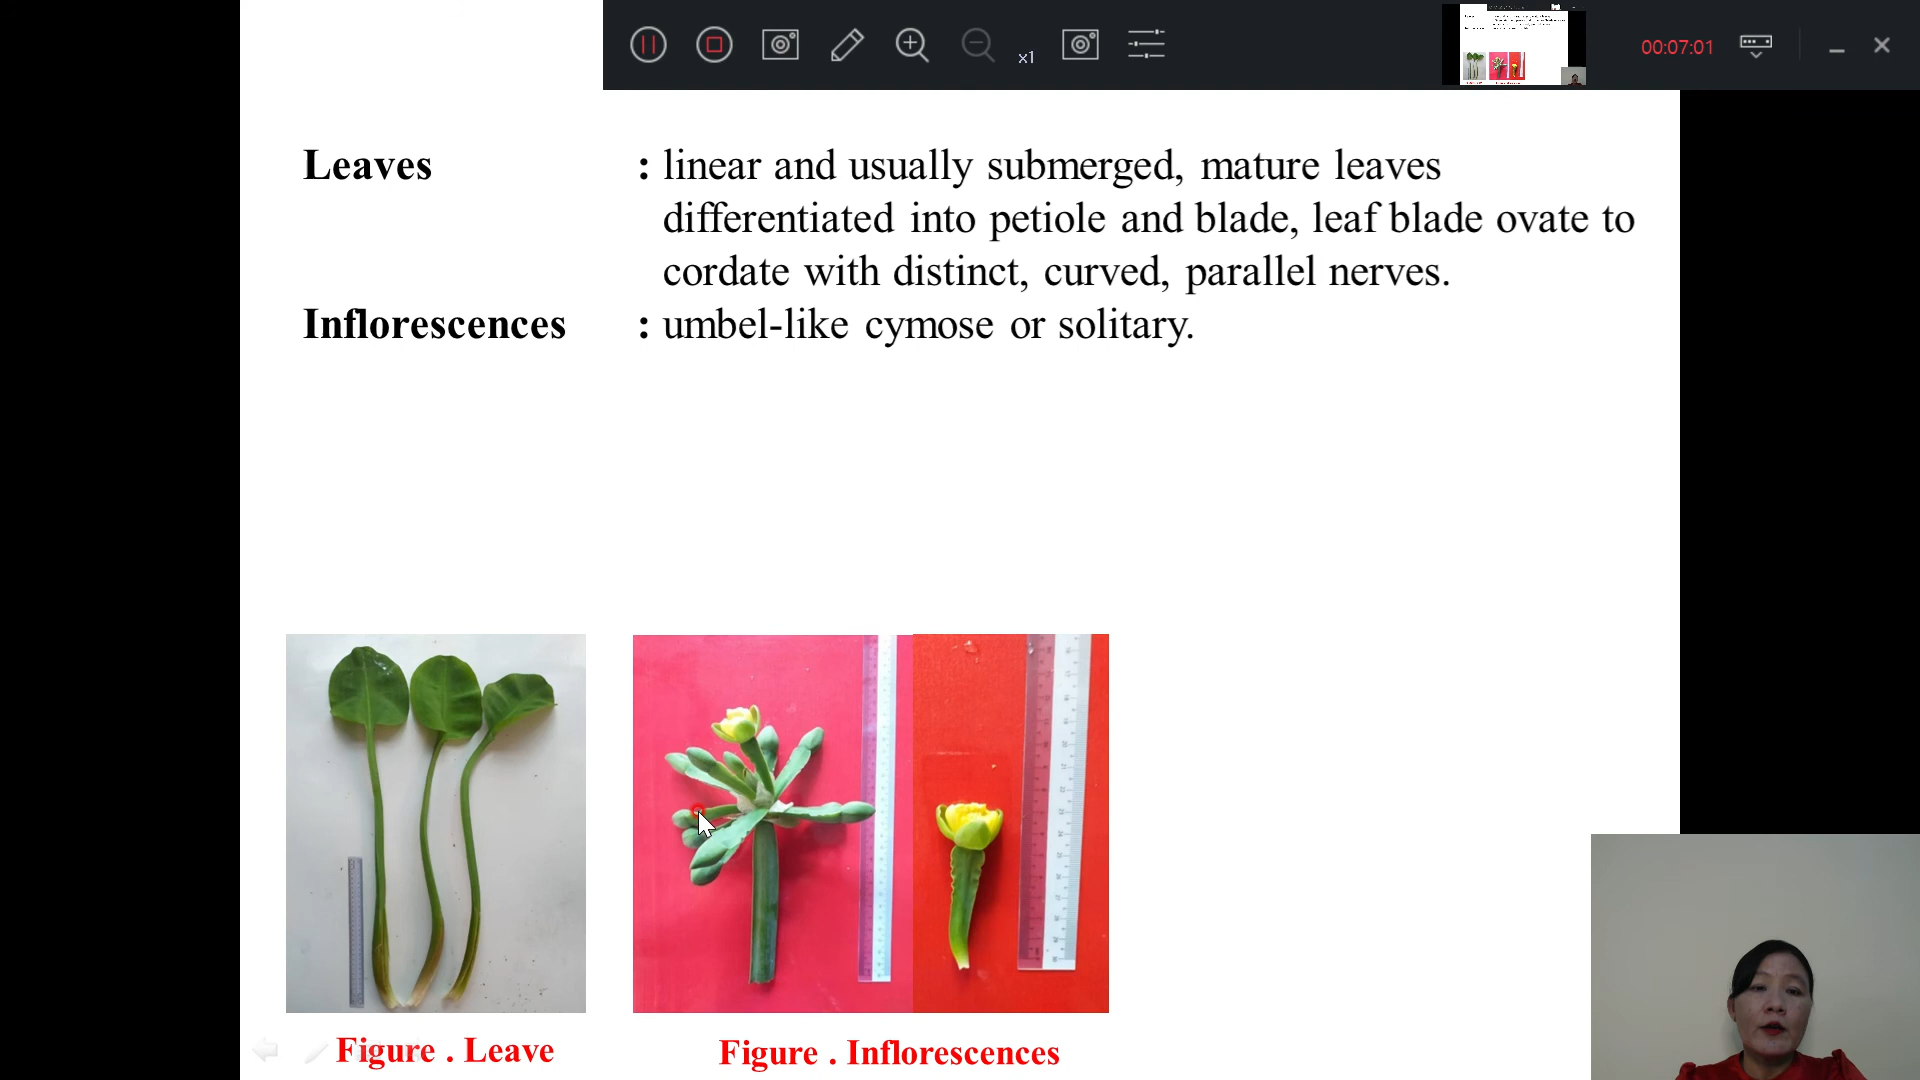 x1
00:07:01
Leaves : linear and usually submerged, mature leaves
differentiated into petiole and blade, leaf blade ovate to
cordate with distinct, curved, parallel nerves.
Inflorescences : umbel-like cymose or solitary.
Figure . Leave
Figure . Inflorescences